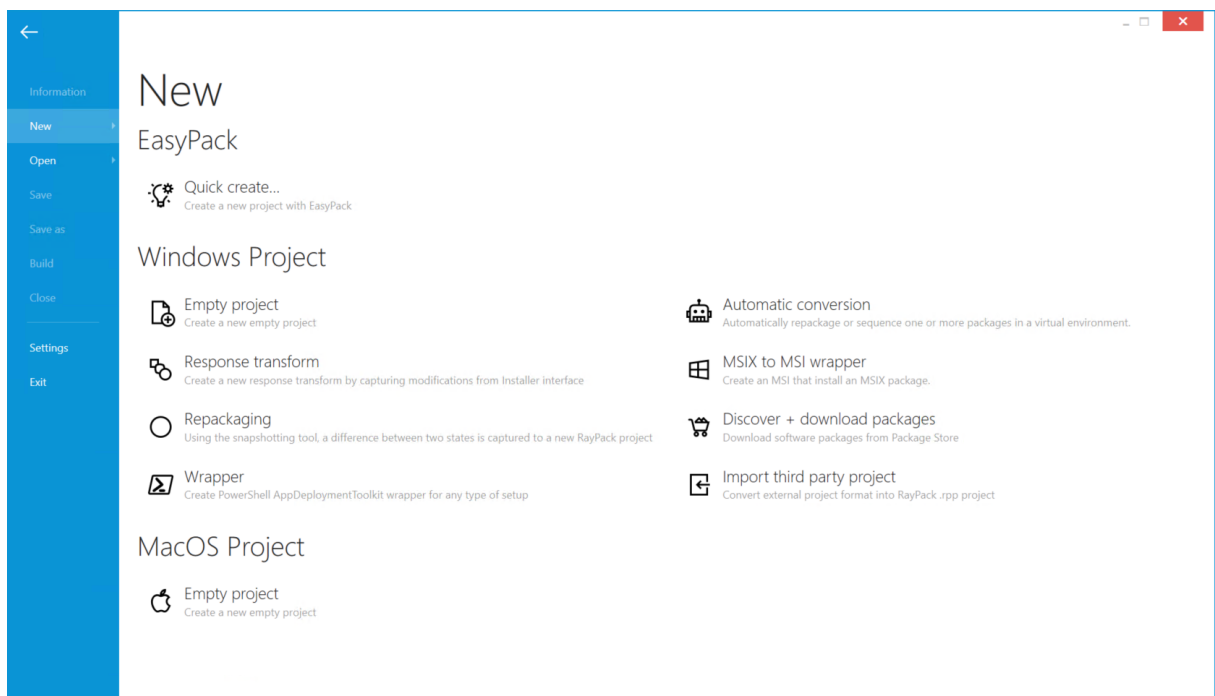 Information
New
Open
Save
Save as
Build
Close
Settings
Exit
New
EasyPack
Quick create...
Create a new project with EasyPack
Windows Project
Empty project
Create a new empty project
Response transform
Create a new response transform by capturing modifications from Installer interface
Repackaging
Using the snapshotting tool, a difference between two states is captured to a new RayPack project
Wrapper
Create PowerShell AppDeploymentToolkit wrapper for any type of setup
Automatic conversion
Automatically repackage or sequence one or more packages in a virtual environment.
MSIX to MSI wrapper
Create an MSI that install an MSIX package.
Discover + download packages
Download software packages from Package Store
Import third party project
Convert external project format into RayPack .rpp project
MacOS Project
Empty project
Create a new empty project